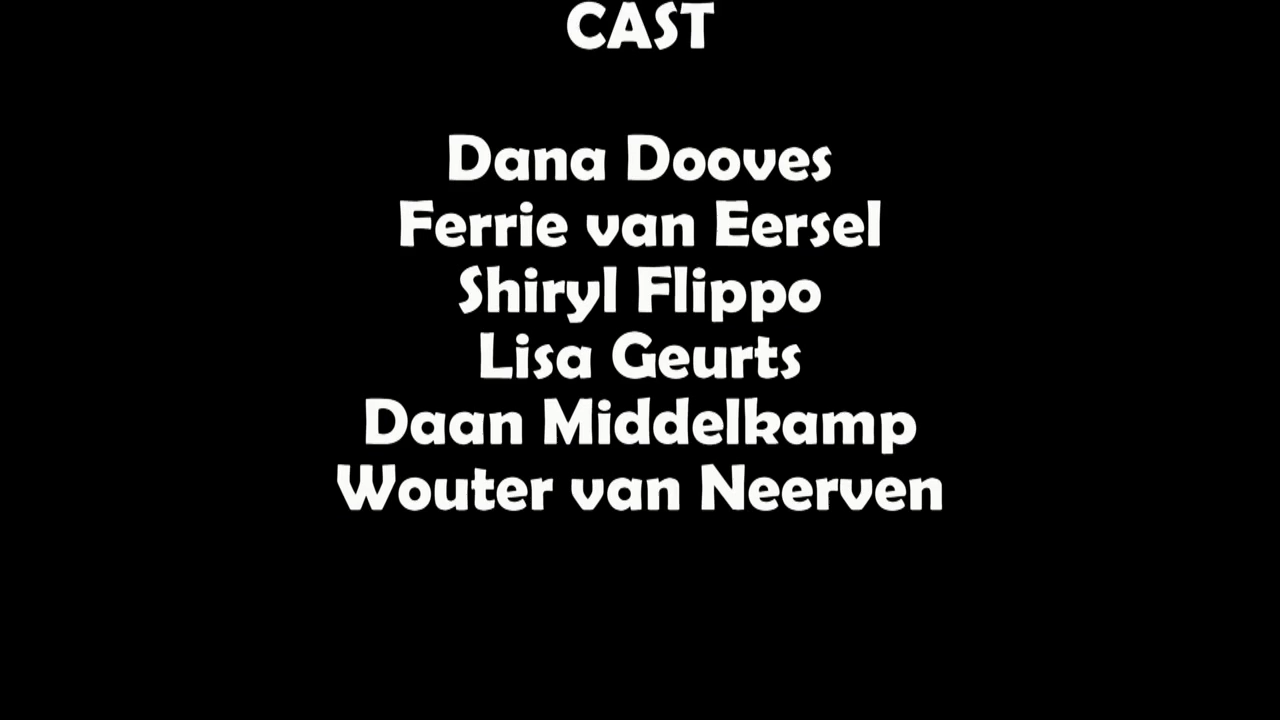 CAST
Dana Dooves
Ferrie van Eersel
Shiryl Flippo
Lisa Geurts
Daan Middelkamp
Wouter van Neerven